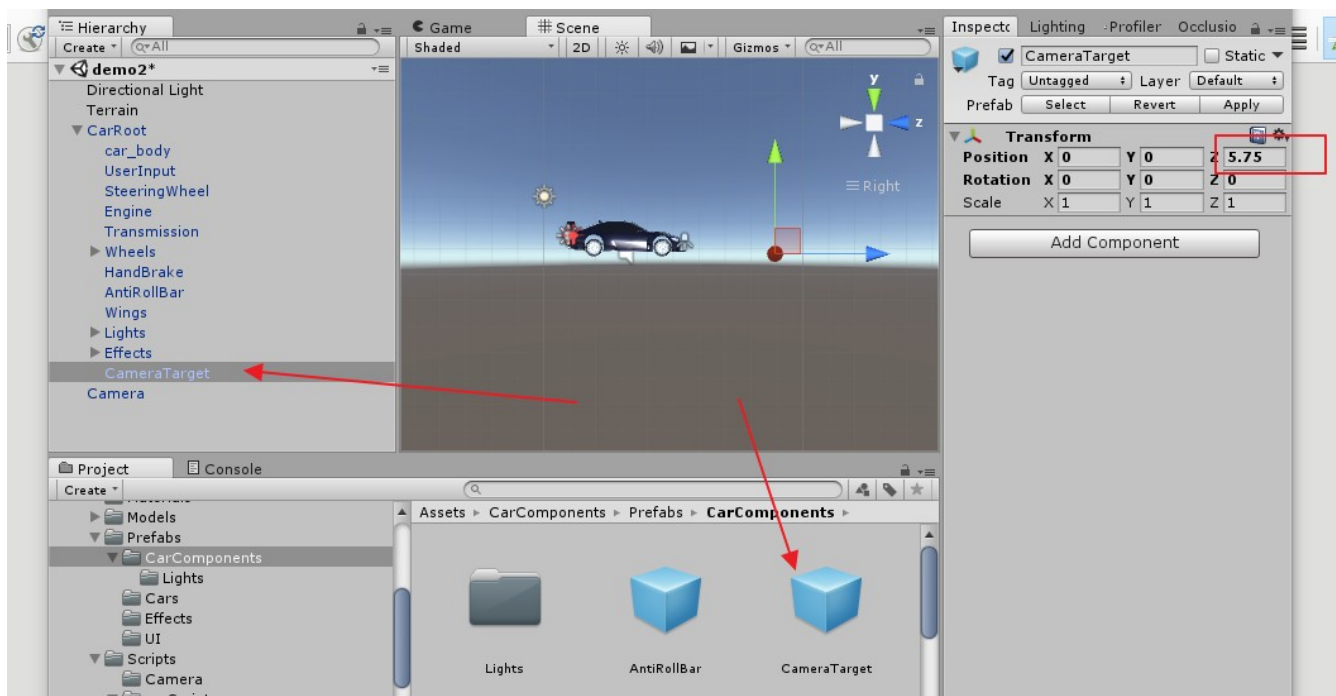 Hierarchy
Create All
demo2*
Directional Light
Terrain
CarRoot
car_body
UserInput
SteeringWheel
Engine
Transmission
Wheels
HandBrake
AntiRollBar
Wings
Lights
Effects
CameraTarget
Camera
Game Scene
Shaded 2D Gizmos All
y
z
Right
Inspectc Lighting Profiler Occlusio
CameraTarget Static
Tag Untagged Layer Default
Prefab Select Revert Apply
Transform
Position X 0 Y 0 Z 5.75
Rotation X 0 Y 0 Z 0
Scale X 1 Y 1 Z 1
Add Component
Project Console
Create
Models
Prefabs
CarComponents
Lights
Cars
Effects
UI
Scripts
Camera
Assets CarComponents Prefabs CarComponents
Lights AntiRollBar CameraTarget